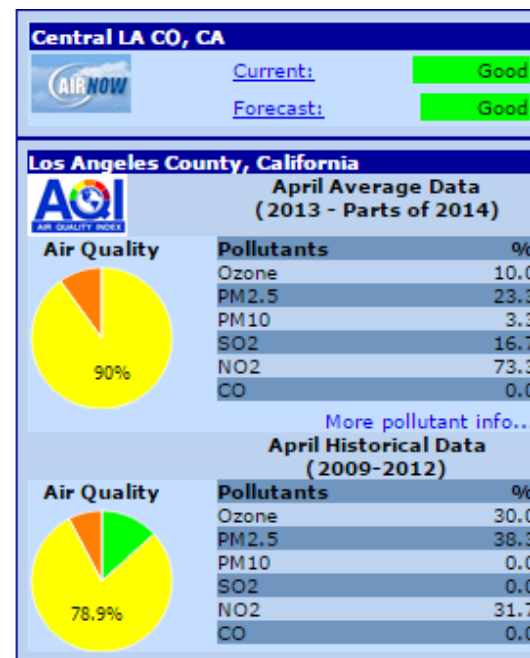 Central LA CO, CA
AIRNOW
Current: Good
Forecast: Good
Los Angeles County, California
AQI
AIR QUALITY INDEX
April Average Data
(2013 - Parts of 2014)
Air Quality
90%
Pollutants %
Ozone 10.0
PM2.5 23.3
PM10 3.3
SO2 16.7
NO2 73.3
CO 0.0
More pollutant info...
April Historical Data
(2009-2012)
Air Quality
78.9%
Pollutants %
Ozone 30.0
PM2.5 38.3
PM10 0.0
SO2 0.0
NO2 31.7
CO 0.0